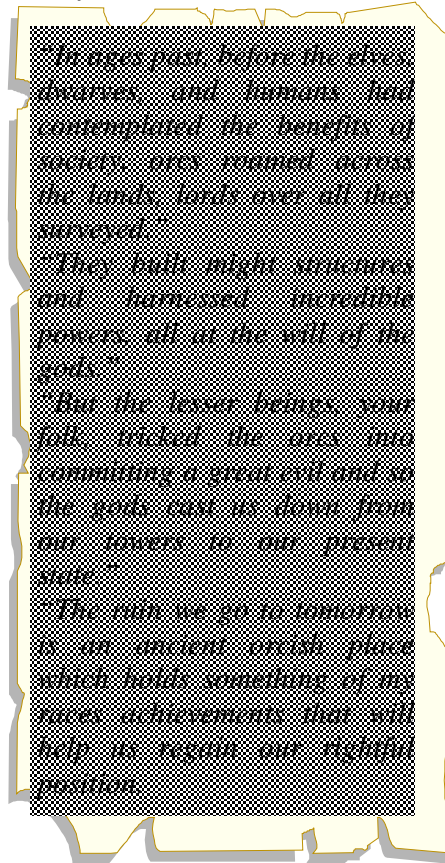 "In ages past, before the elves,
dwarves, and humans had
contemplated the benefits of
society, orcs roamed across
the lands, lords over all they
surveyed."
"They built might structures
and harnessed incredible
powers, all at the will of the
gods."
"But the lesser beings, your
folk, tricked the orcs into
commiting a great evil and so
the gods cast us down from
our towers to our present
state."
"The ruin we go to tomorrow
is an ancient orcish place
which holds something of my
races achievements that will
help us regain our rightful
position.